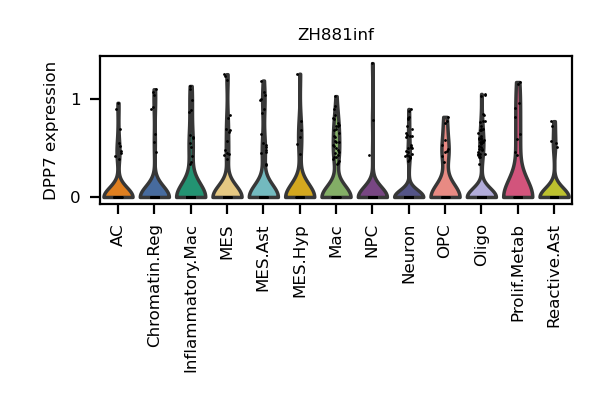 ZH881inf
DPP7 expression
1
0
AC
Chromatin.Reg
Inflammatory.Mac
MES
MES.Ast
MES.Hyp
Mac
NPC
Neuron
OPC
Oligo
Prolif.Metab
Reactive.Ast